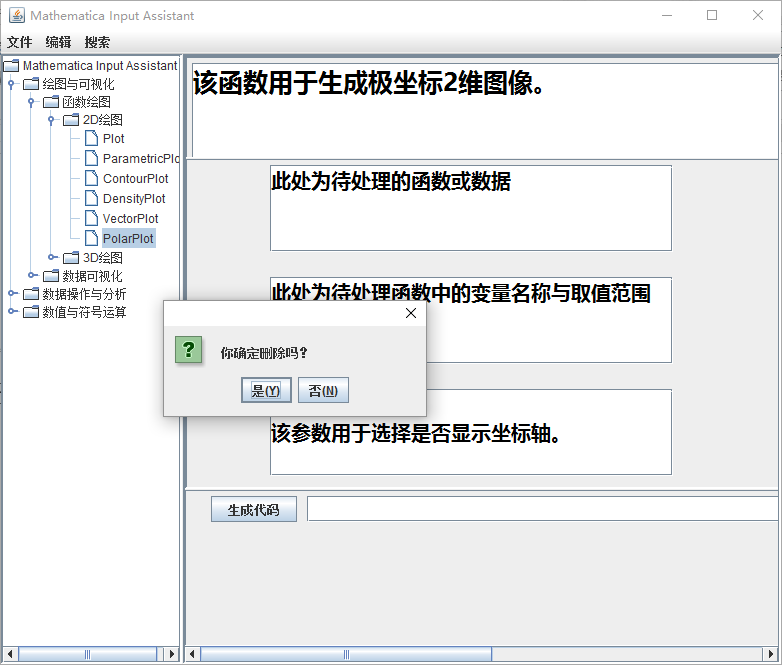 Mathematica Input Assistant
文件 编辑 搜索
Mathematica Input Assistant
绘图与可视化
函数绘图
2D绘图
Plot
ParametricPlo
ContourPlot
DensityPlot
VectorPlot
PolarPlot
3D绘图
数据可视化
数据操作与分析
数值与符号运算
该函数用于生成极坐标2维图像。
此处为待处理的函数或数据
此处为待处理函数中的变量名称与取值范围
该参数用于选择是否显示坐标轴。
?
你确定删除吗?
是(Y) 否(N)
生成代码